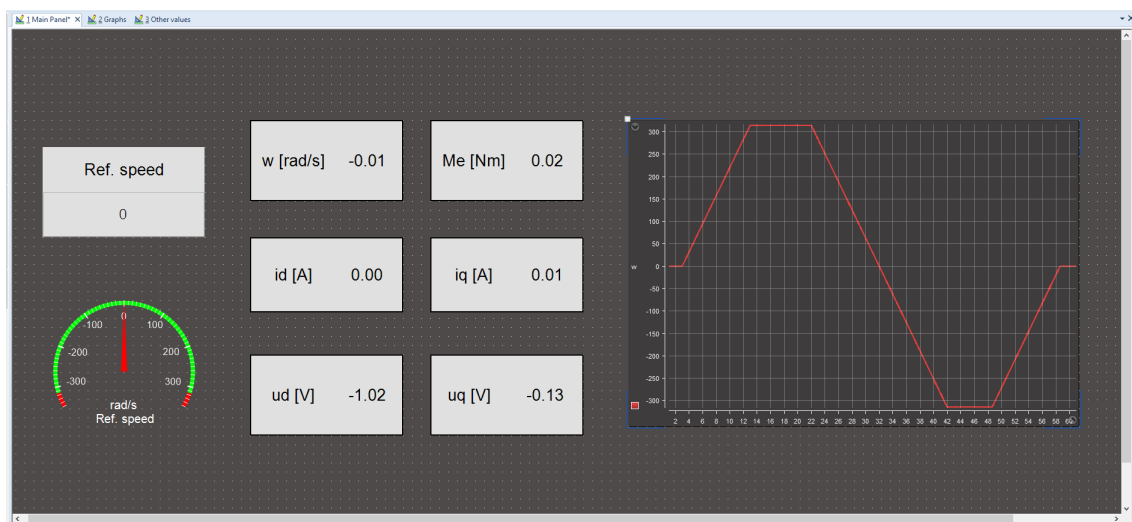 1 Main Panel* 2 Graphs 3 Other values
Ref. speed
0
-300
-200
-100
0
100
200
300
rad/s
Ref. speed
w [rad/s] -0.01
Me [Nm] 0.02
id [A] 0.00
iq [A] 0.01
ud [V] -1.02
uq [V] -0.13
300
250
200
150
100
50
w 0
-50
-100
-150
-200
-250
-300
2 4 6 8 10 12 14 16 18 20 22 24 26 28 30 32 34 36 38 40 42 44 46 48 50 52 54 56 58 60